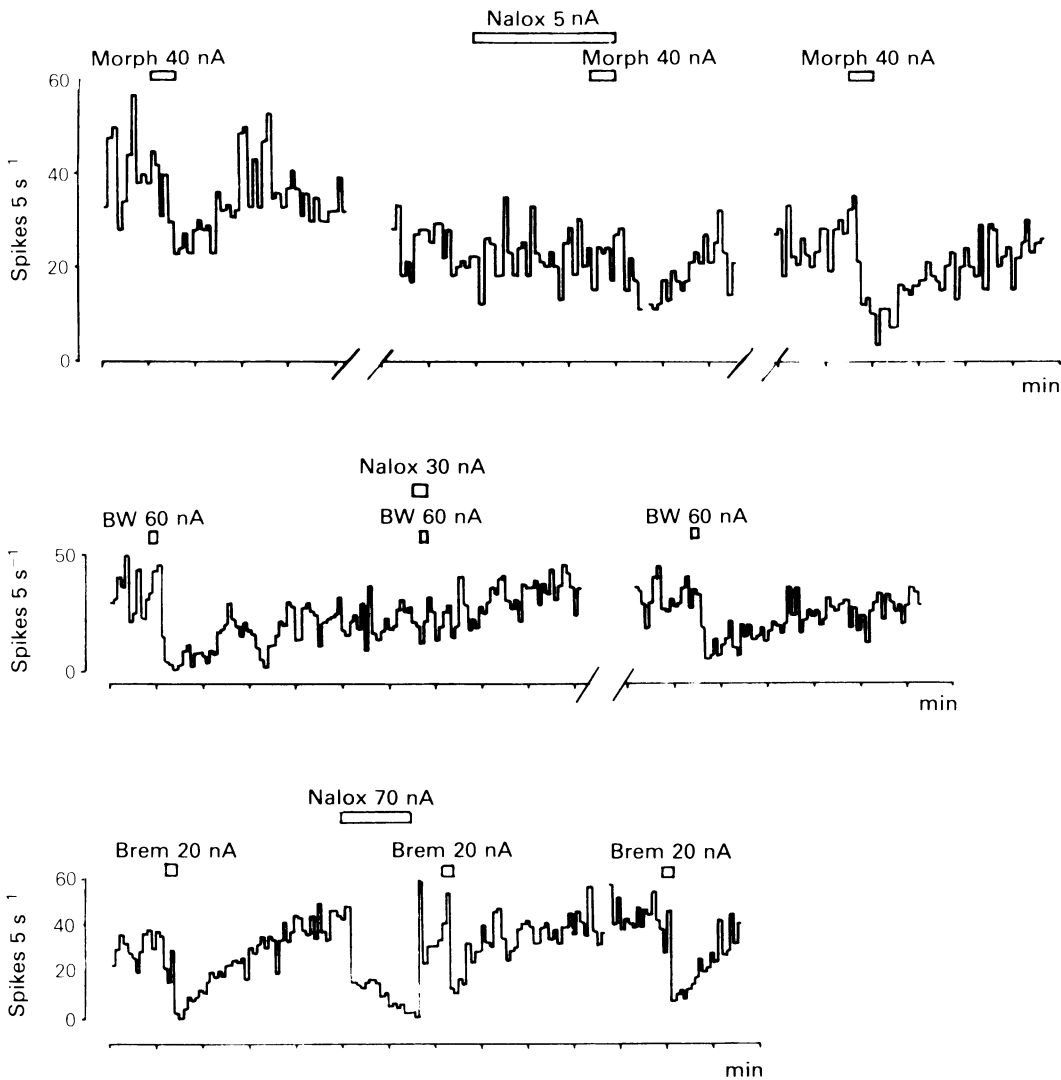 Nalox 5 nA
Morph 40 nA
Morph 40 nA
Morph 40 nA
60
40
20
0
Spikes 5 s 1
min
Nalox 30 nA
BW 60 nA
BW 60 nA
BW 60 nA
50
0
Spikes 5 s−1
min
Nalox 70 nA
Brem 20 nA
Brem 20 nA
Brem 20 nA
60
40
20
0
Spikes 5 s 1
min